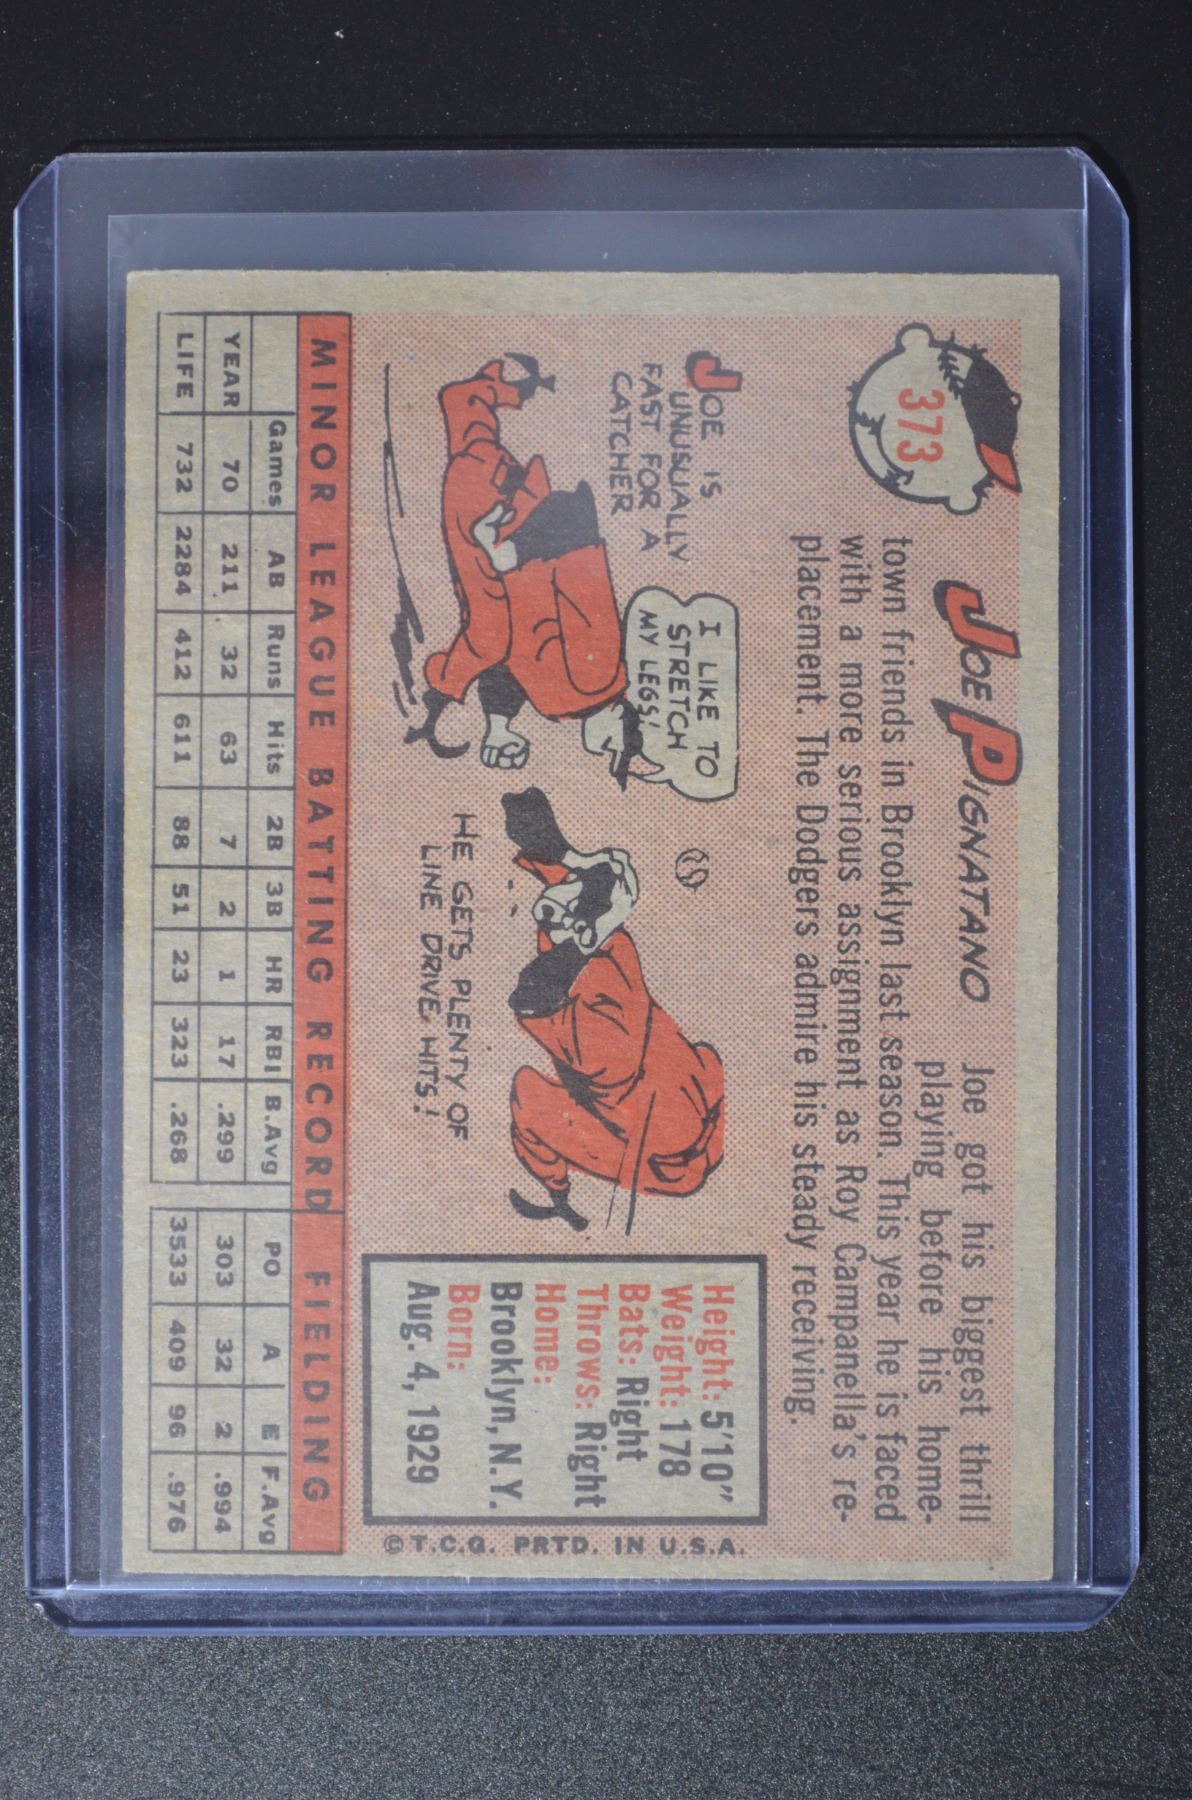 373
JOE PIGNATANO
Joe got his biggest thrill
playing before his home-
town friends in Brooklyn last season. This year he is faced
with a more serious assignment as Roy Campanella's re-
placement. The Dodgers admire his steady receiving.
JOE IS
UNUSUALLY
FAST FOR A
CATCHER
I LIKE TO
STRETCH
MY LEGS!
HE GETS PLENTY OF
LINE DRIVE HITS!
Height: 5'10"
Weight: 178
Bats: Right
Throws: Right
Home:
Brooklyn, N.Y.
Born:
Aug. 4, 1929
©T.C.G. PRTD. IN U.S.A.
MINOR LEAGUE BATTING RECORD FIELDING
Games AB Runs Hits 2B 3B HR RBI B.Avg PO A E F.Avg
YEAR 70 211 32 63 7 2 1 17 .299 303 32 2 .994
LIFE 732 2284 412 611 88 51 23 323 .268 3533 409 96 .976